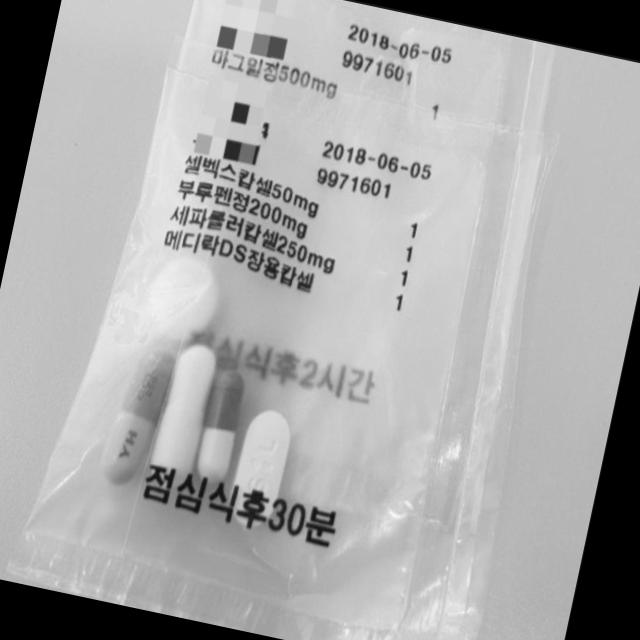 2018-06-05
9971601
마그밀정500mg 1
2018-06-05
9971601
셀벡스캅셀50mg 1
부루펜정200mg 1
세파클러캅셀250mg 1
메디락DS장용캅셀 1
점심식후2시간
점심식후30분